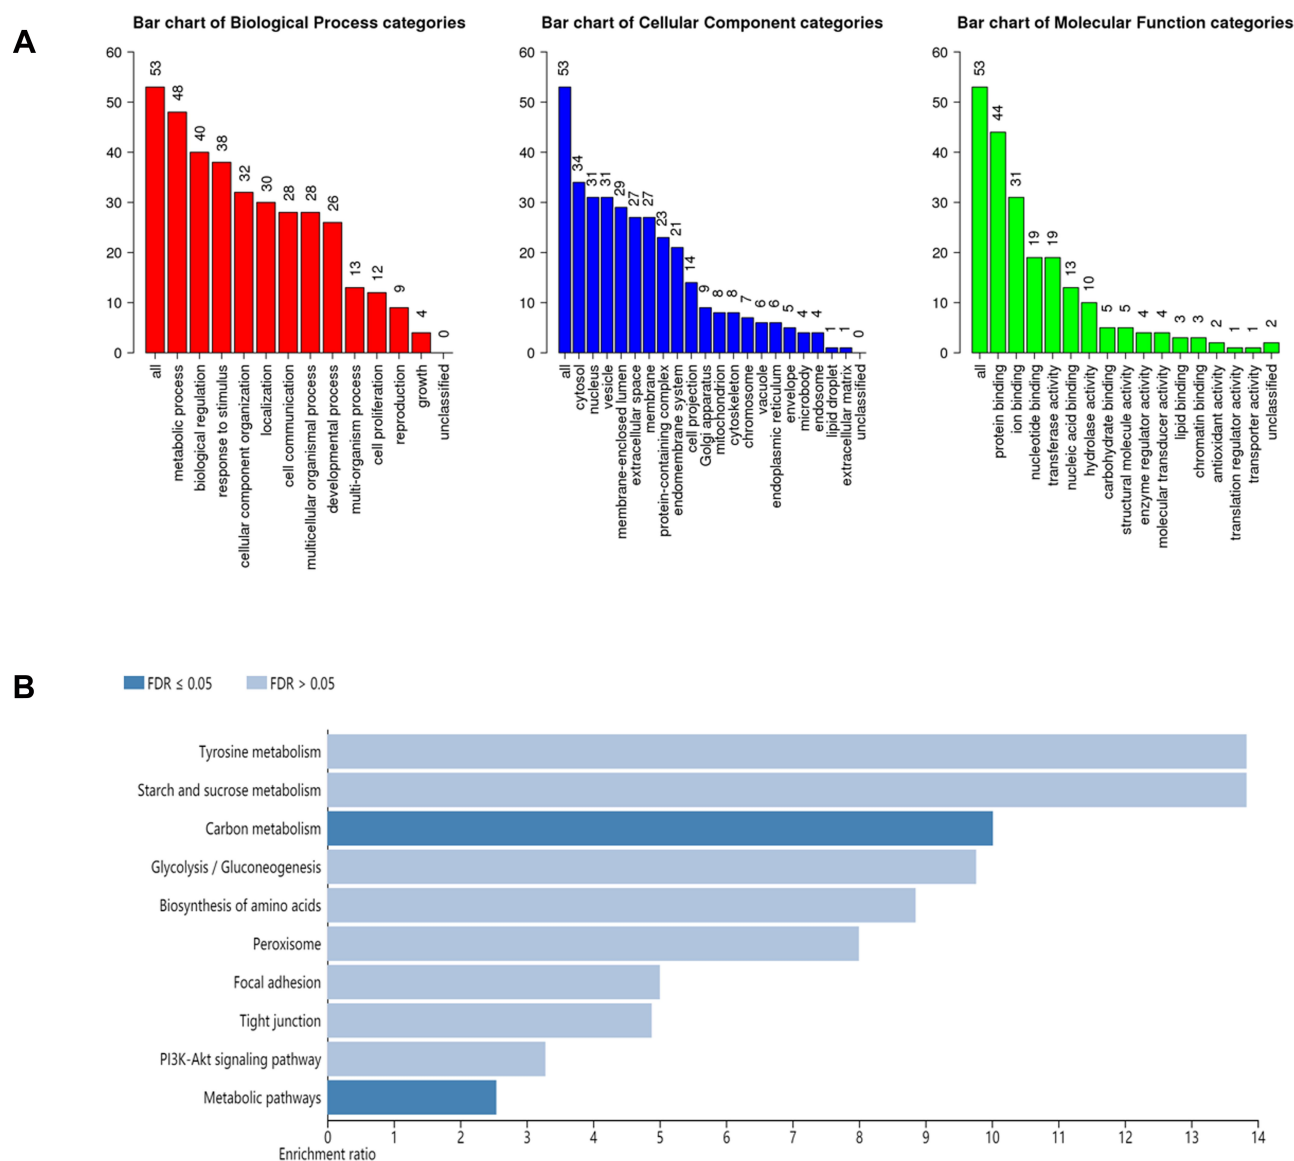 A
Bar chart of Biological Process categories
60
50
40
30
20
10
0
53
48
40
38
32
30
28
28
26
13
12
9
4
0
all
metabolic process
biological regulation
response to stimulus
cellular component organization
localization
cell communication
multicellular organismal process
developmental process
multi-organism process
cell proliferation
reproduction
growth
unclassified
Bar chart of Cellular Component categories
60
50
40
30
20
10
0
53
34
31
31
29
27
27
23
21
14
9
8
8
7
6
6
5
4
4
1
1
0
all
cytosol
nucleus
vesicle
membrane-enclosed lumen
extracellular space
membrane
protein-containing complex
endomembrane system
cell projection
Golgi apparatus
mitochondrion
cytoskeleton
chromosome
vacuole
endoplasmic reticulum
envelope
microbody
endosome
lipid droplet
extracellular matrix
unclassified
Bar chart of Molecular Function categories
60
50
40
30
20
10
0
53
44
31
19
19
13
10
5
5
4
4
3
3
2
1
1
2
all
protein binding
ion binding
nucleotide binding
transferase activity
nucleic acid binding
hydrolase activity
carbohydrate binding
structural molecule activity
enzyme regulator activity
molecular transducer activity
lipid binding
chromatin binding
antioxidant activity
translation regulator activity
transporter activity
unclassified
B
FDR ≤ 0.05
FDR > 0.05
Tyrosine metabolism
Starch and sucrose metabolism
Carbon metabolism
Glycolysis / Gluconeogenesis
Biosynthesis of amino acids
Peroxisome
Focal adhesion
Tight junction
PI3K-Akt signaling pathway
Metabolic pathways
0 1 2 3 4 5 6 7 8 9 10 11 12 13 14
Enrichment ratio